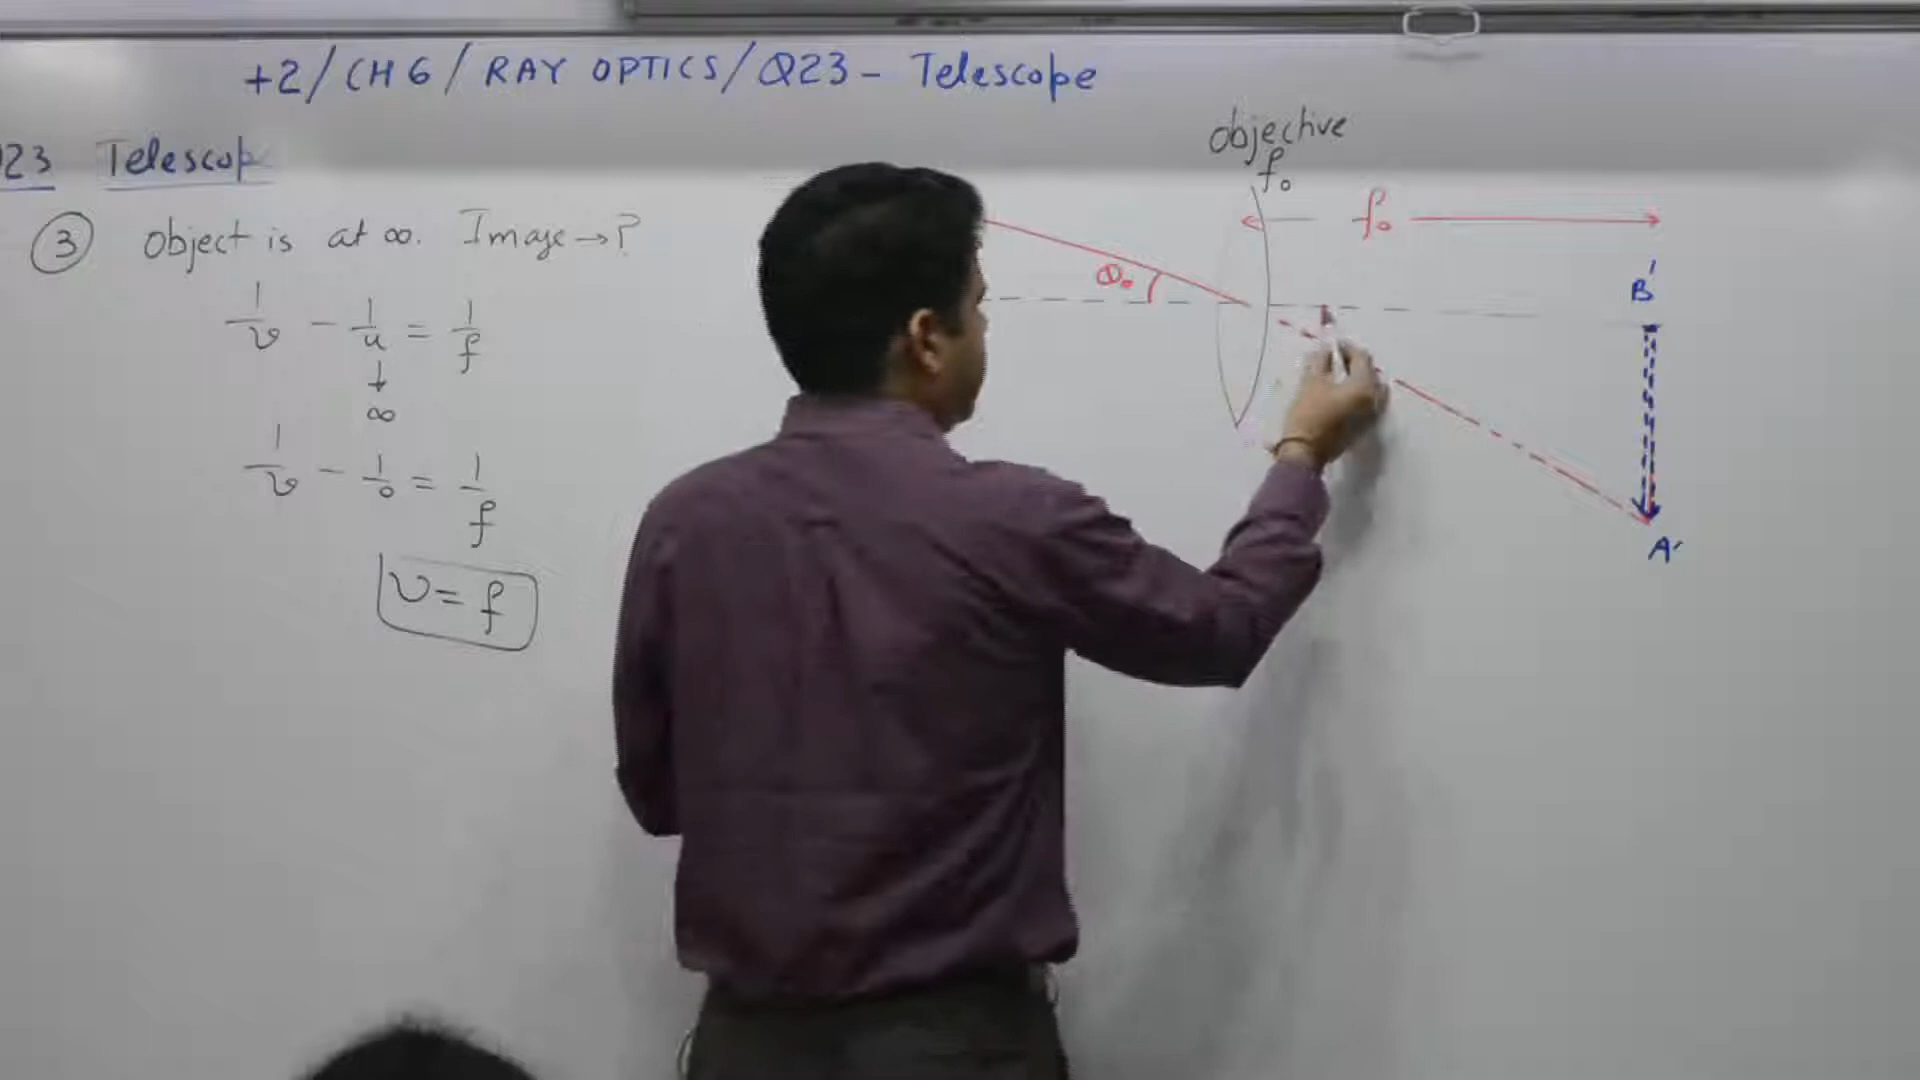 +2/CH6/RAY OPTICS/Q23- Telescope
23 Telescop
③ object is at ∞. Image→?
1/v - 1/u = 1/f
↓
∞
1/v - 1/0 = 1/f
v = f
objective
f₀
f₀
θ₀
B'
A'